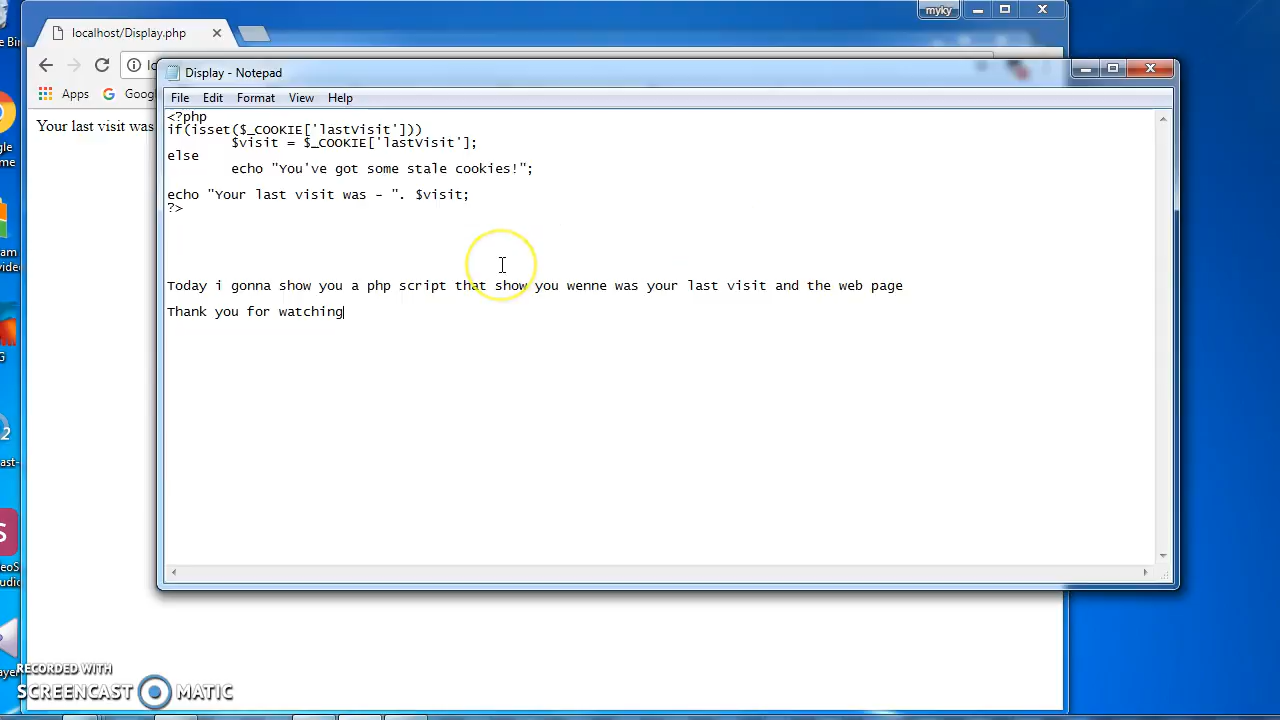 myky
localhost/Display.php
Display - Notepad
Apps
File Edit Format View Help
Your last visit was
<?php
if(isset($_COOKIE['lastVisit']))
$visit = $_COOKIE['lastVisit'];
else
echo "You've got some stale cookies!";
echo "Your last visit was - ". $visit;
?>
Today i gonna show you a php script that show you wenne was your last visit and the web page
Thank you for watching
RECORDED WITH
SCREENCAST MATIC